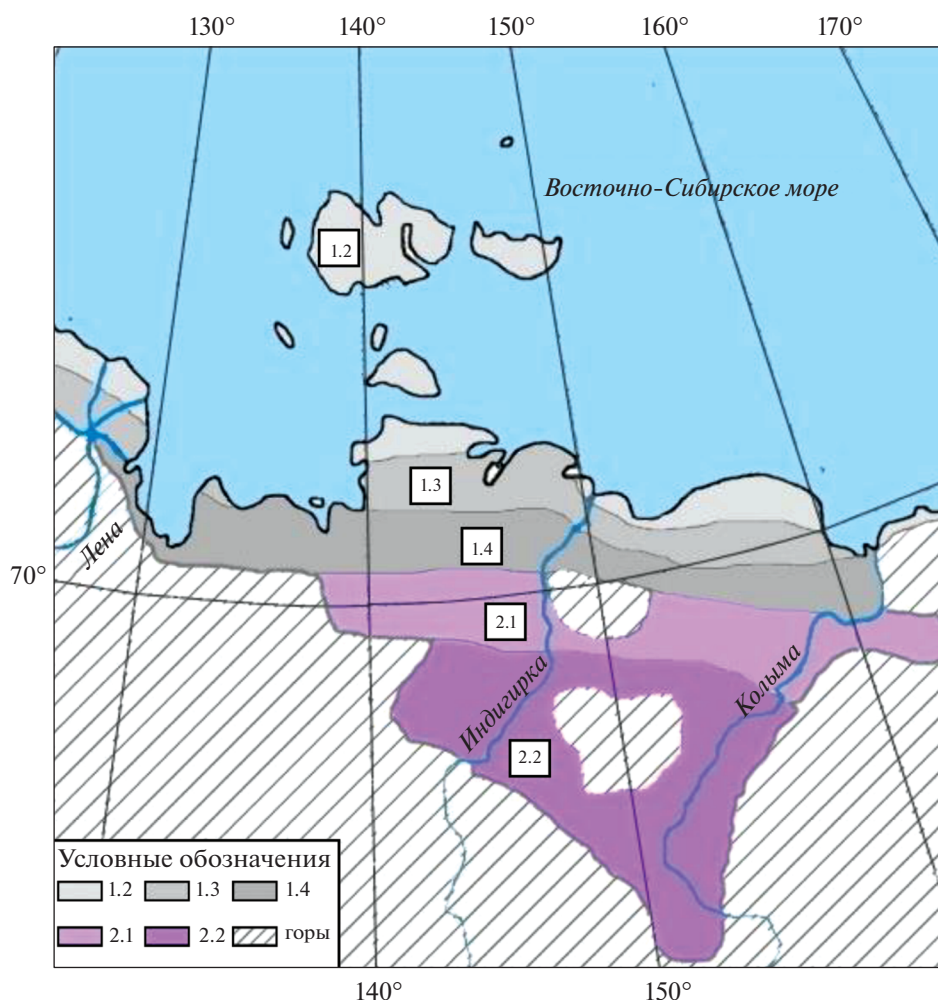 130° 140° 150° 160° 170°
Восточно-Сибирское море
1.2
1.3
1.4
Лена
70°
2.1
Индигирка
Колыма
2.2
Условные обозначения
1.2 1.3 1.4
2.1 2.2 горы
140° 150°